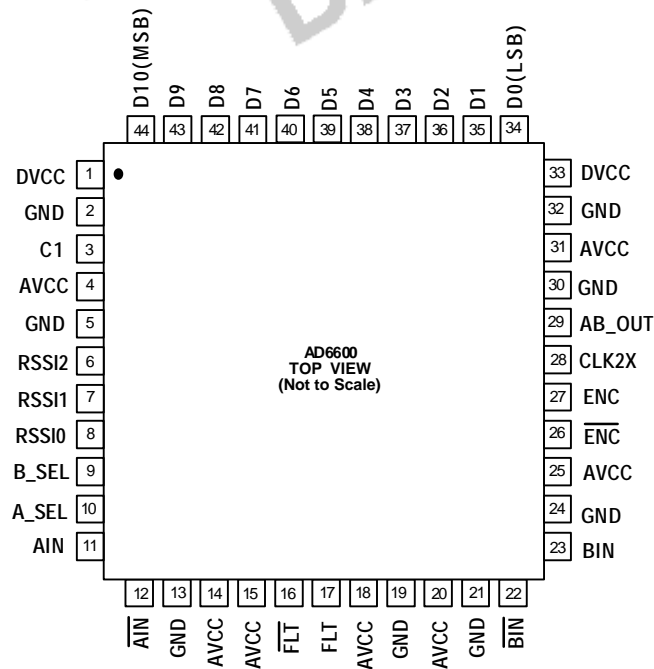 D10(MSB) D9 D8 D7 D6 D5 D4 D3 D2 D1 D0(LSB)
44 43 42 41 40 39 38 37 36 35 34
DVCC 1
GND 2
C1 3
AVCC 4
GND 5
RSSI2 6
RSSI1 7
RSSI0 8
B_SEL 9
A_SEL 10
AIN 11
AD6600
TOP VIEW
(Not to Scale)
33 DVCC
32 GND
31 AVCC
30 GND
29 AB_OUT
28 CLK2X
27 ENC
26 E̅N̅C̅
25 AVCC
24 GND
23 BIN
12 13 14 15 16 17 18 19 20 21 22
A̅I̅N̅ GND AVCC AVCC F̅L̅T̅ FLT AVCC GND AVCC GND B̅I̅N̅